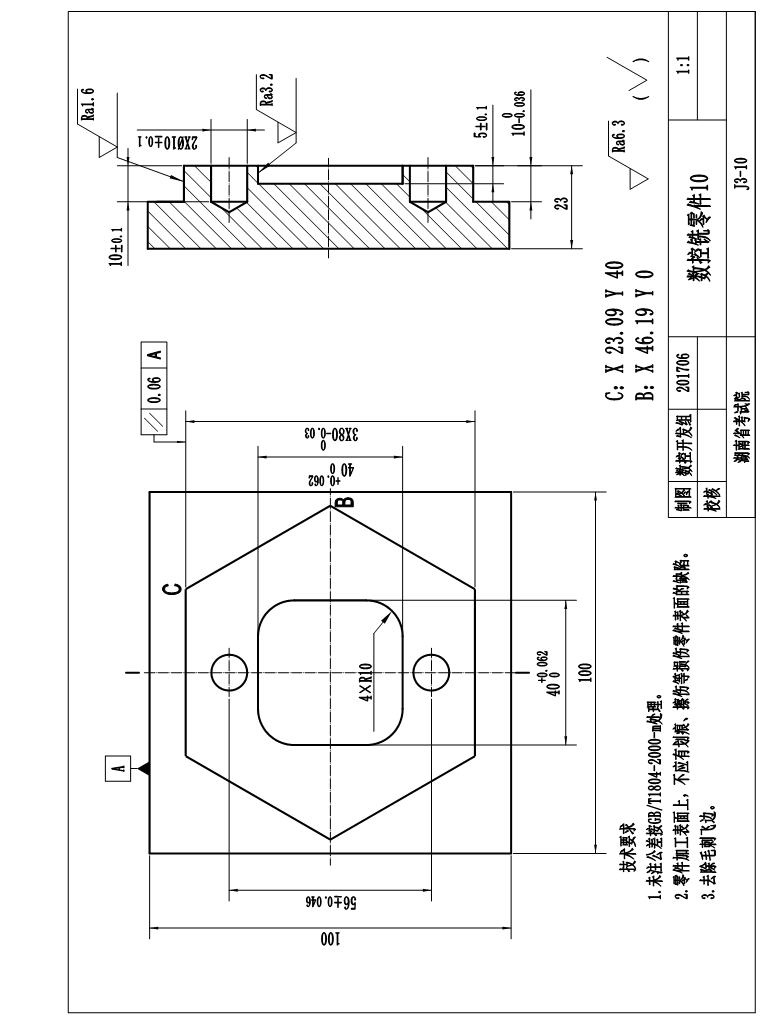 Ra1.6
Ra3.2
2XØ10±0.1
10±0.1
5±0.1
0
10-0.036
23
Ra6.3
( )
0.06 A
0
3X80-0.03
+0.062
40 0
C
B
A
4×R10
+0.062
40 0
100
56±0.046
100
C: X 23.09 Y 40
B: X 46.19 Y 0
技术要求
1.未注公差按GB/T1804-2000-m处理。
2.零件加工表面上，不应有划痕、擦伤等损伤零件表面的缺陷。
3.去除毛刺飞边。
制图 数控开发组 201706
校核
数控铣零件10
1:1
湖南省考试院
J3-10